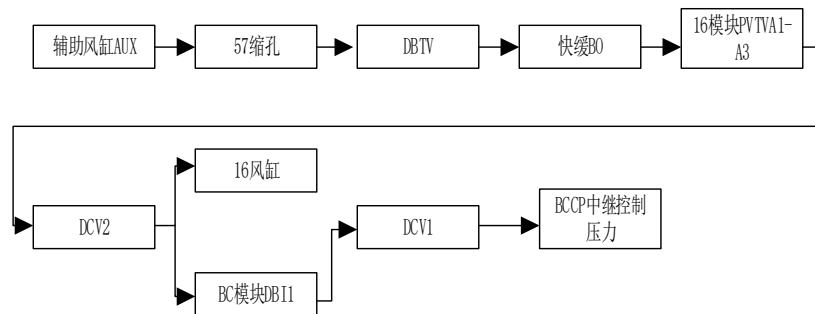 辅助风缸AUX
57缩孔
DBTV
快缓BO
16模块PVTVA1-
A3
DCV2
16风缸
BC模块DBI1
DCV1
BCCP中继控制
压力